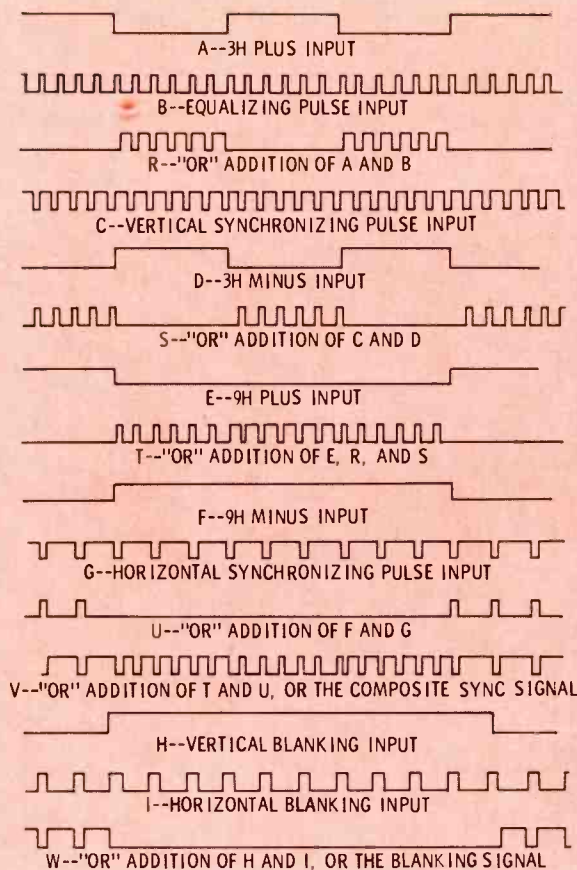 A--3H PLUS INPUT
B--EQUALIZING PULSE INPUT
R--"OR" ADDITION OF A AND B
C--VERTICAL SYNCHRONIZING PULSE INPUT
D--3H MINUS INPUT
S--"OR" ADDITION OF C AND D
E--9H PLUS INPUT
T--"OR" ADDITION OF E, R, AND S
F--9H MINUS INPUT
G--HORIZONTAL SYNCHRONIZING PULSE INPUT
U--"OR" ADDITION OF F AND G
V--"OR" ADDITION OF T AND U, OR THE COMPOSITE SYNC SIGNAL
H--VERTICAL BLANKING INPUT
I--HORIZONTAL BLANKING INPUT
W--"OR" ADDITION OF H AND I, OR THE BLANKING SIGNAL